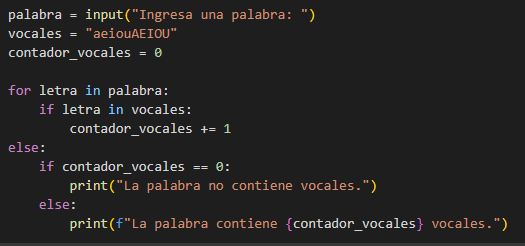 palabra = input("Ingresa una palabra: ")
vocales = "aeiouAEIOU"
contador_vocales = 0

for letra in palabra:
    if letra in vocales:
        contador_vocales += 1
else:
    if contador_vocales == 0:
        print("La palabra no contiene vocales.")
    else:
        print(f"La palabra contiene {contador_vocales} vocales.")